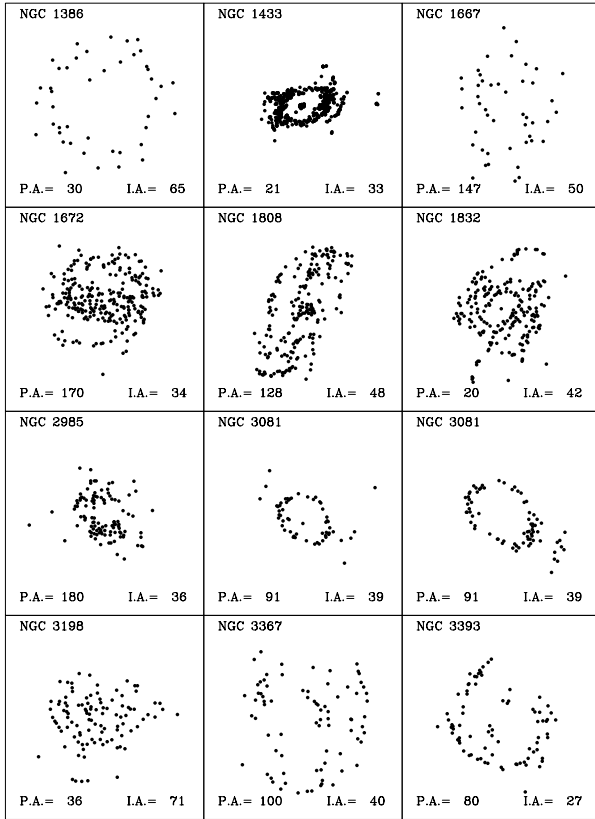 NGC 1386
P.A.= 30 I.A.= 65
NGC 1433
P.A.= 21 I.A.= 33
NGC 1667
P.A.= 147 I.A.= 50
NGC 1672
P.A.= 170 I.A.= 34
NGC 1808
P.A.= 128 I.A.= 48
NGC 1832
P.A.= 20 I.A.= 42
NGC 2985
P.A.= 180 I.A.= 36
NGC 3081
P.A.= 91 I.A.= 39
NGC 3081
P.A.= 91 I.A.= 39
NGC 3198
P.A.= 36 I.A.= 71
NGC 3367
P.A.= 100 I.A.= 40
NGC 3393
P.A.= 80 I.A.= 27